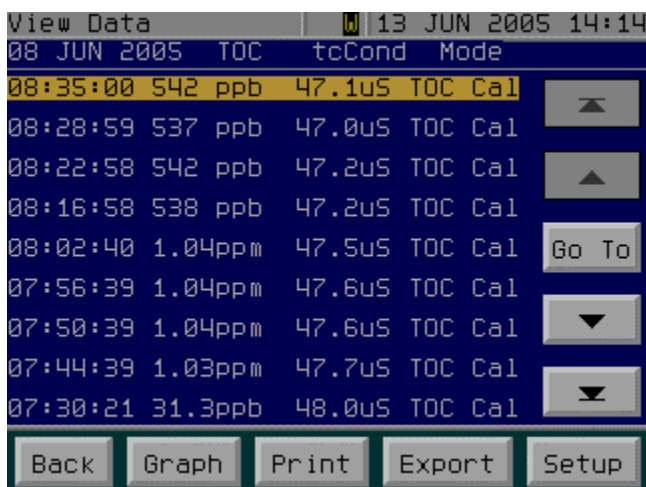 View Data W 13 JUN 2005 14:14
08 JUN 2005 TOC tcCond Mode
08:35:00 542 ppb 47.1uS TOC Cal
08:28:59 537 ppb 47.0uS TOC Cal
08:22:58 542 ppb 47.2uS TOC Cal
08:16:58 538 ppb 47.2uS TOC Cal
08:02:40 1.04ppm 47.5uS TOC Cal
Go To
07:56:39 1.04ppm 47.6uS TOC Cal
07:50:39 1.04ppm 47.6uS TOC Cal
07:44:39 1.03ppm 47.7uS TOC Cal
07:30:21 31.3ppb 48.0uS TOC Cal
Back Graph Print Export Setup